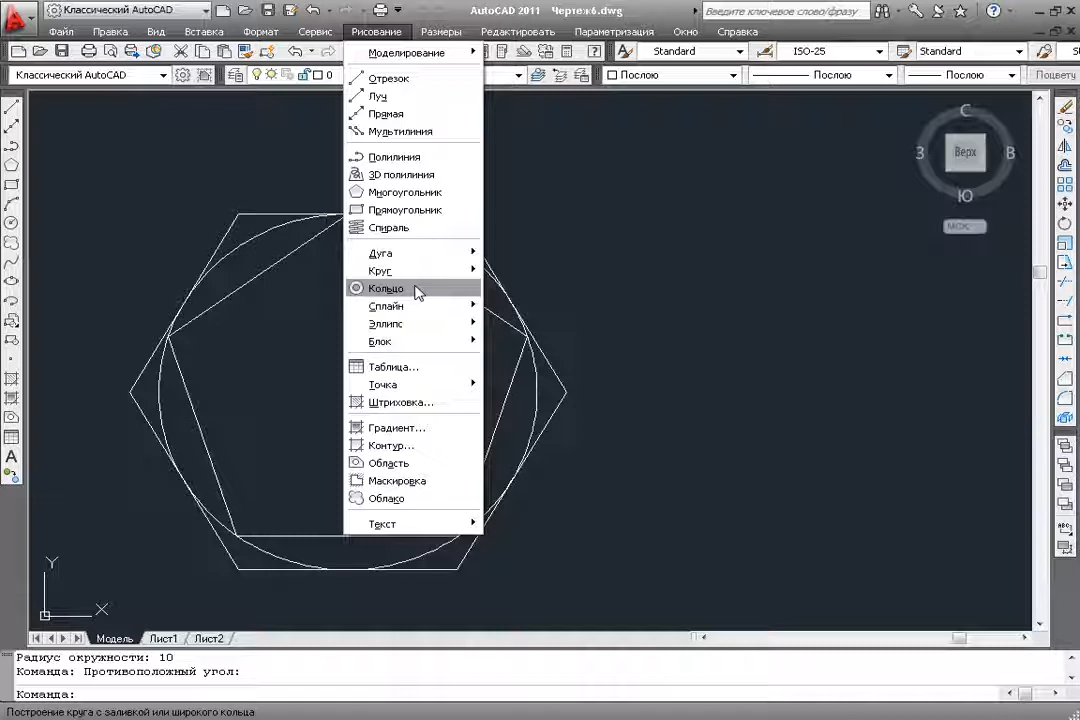 Классический AutoCAD
AutoCAD 2011 Чертеж6.dwg
Введите ключевое слово/фразу
Файл Правка Вид Вставка Формат Сервис Рисование Размеры Редактировать Параметризация Окно Справка
Standard ISO-25 Standard
Классический AutoCAD 0 Послою Послою Послою Поцвету
Моделирование
Отрезок
Луч
Прямая
Мультилиния
Полилиния
3D полилиния
Многоугольник
Прямоугольник
Спираль
Дуга
Круг
Кольцо
Сплайн
Эллипс
Блок
Таблица...
Точка
Штриховка...
Градиент...
Контур...
Область
Маскировка
Облако
Текст
С
З Верх В
Ю
МСК
A
ABC
Y
X
Модель Лист1 Лист2
Радиус окружности: 10
Команда: Противоположный угол:
Команда:
Построение круга с заливкой или широкого кольца